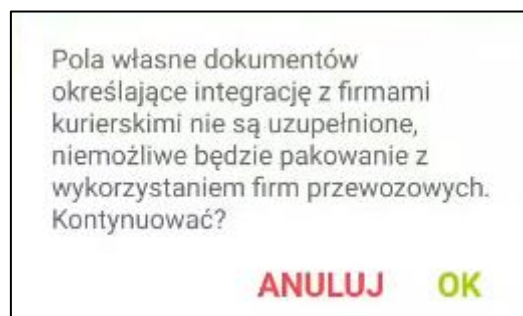 Pola własne dokumentów
określające integrację z firmami
kurierskimi nie są uzupełnione,
niemożliwe będzie pakowanie z
wykorzystaniem firm przewozowych.
Kontynuować?
ANULUJ OK